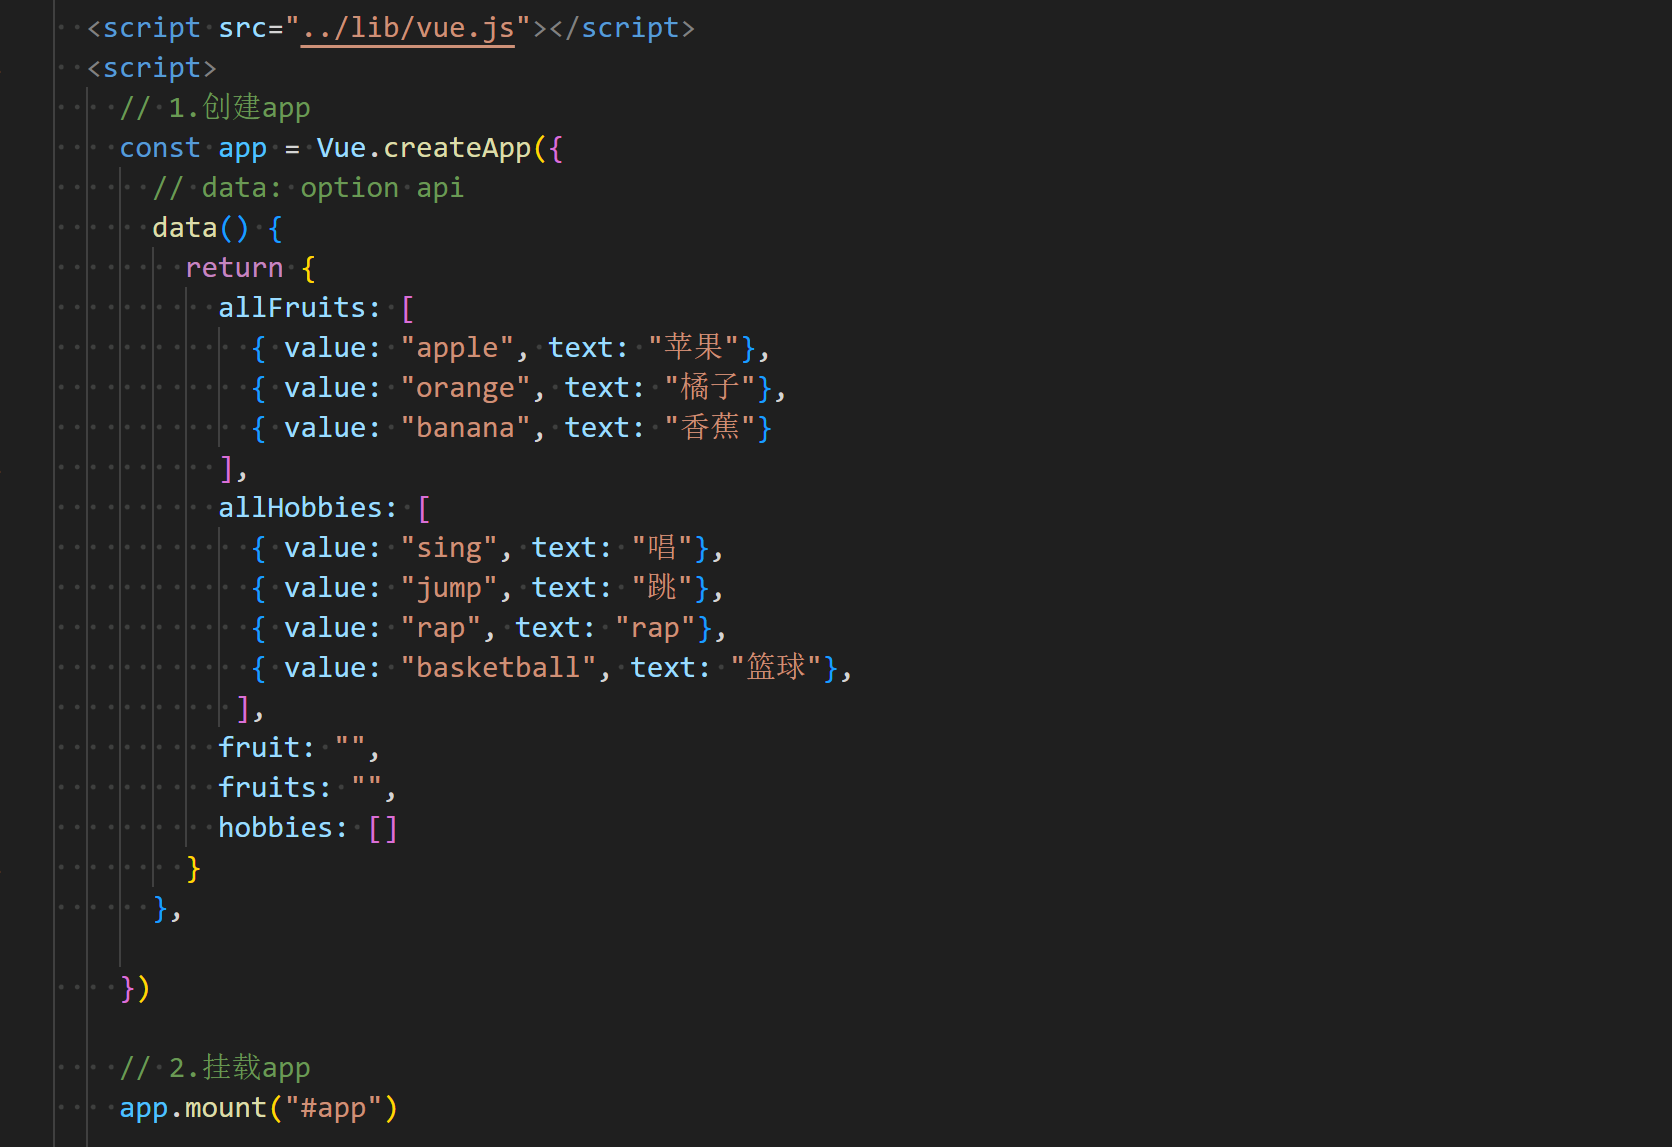 <script src="../lib/vue.js"></script>
<script>
// 1.创建app
const app = Vue.createApp({
// data: option api
data() {
return {
allFruits: [
{ value: "apple", text: "苹果"},
{ value: "orange", text: "橘子"},
{ value: "banana", text: "香蕉"}
],
allHobbies: [
{ value: "sing", text: "唱"},
{ value: "jump", text: "跳"},
{ value: "rap", text: "rap"},
{ value: "basketball", text: "篮球"},
],
fruit: "",
fruits: "",
hobbies: []
}
},
})
// 2.挂载app
app.mount("#app")